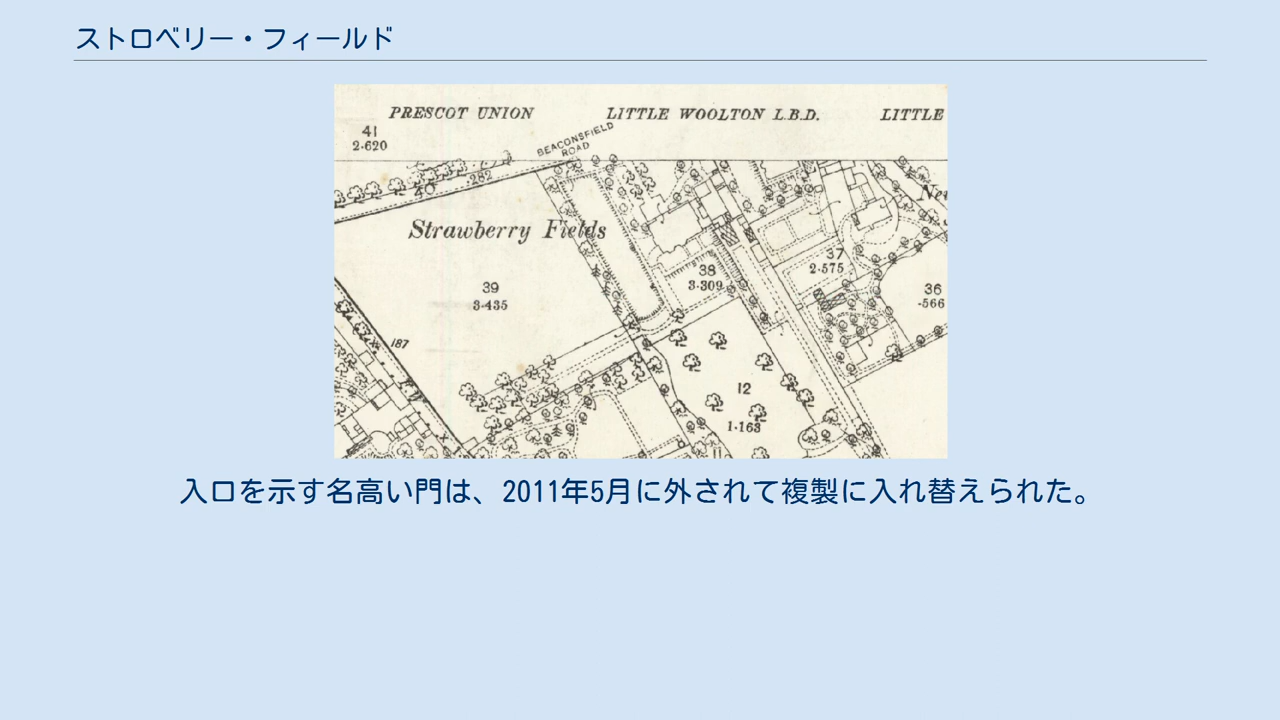 ストロベリー・フィールド
PRESCOT UNION
LITTLE WOOLTON L.B.D.
LITTLE
41
2·620
BEACONSFIELD
ROAD
40
·282
Strawberry Fields
39
3·435
38
3·309
37
2·575
36
·566
187
12
1·163
11
入口を示す名高い門は、2011年5月に外されて複製に入れ替えられた。